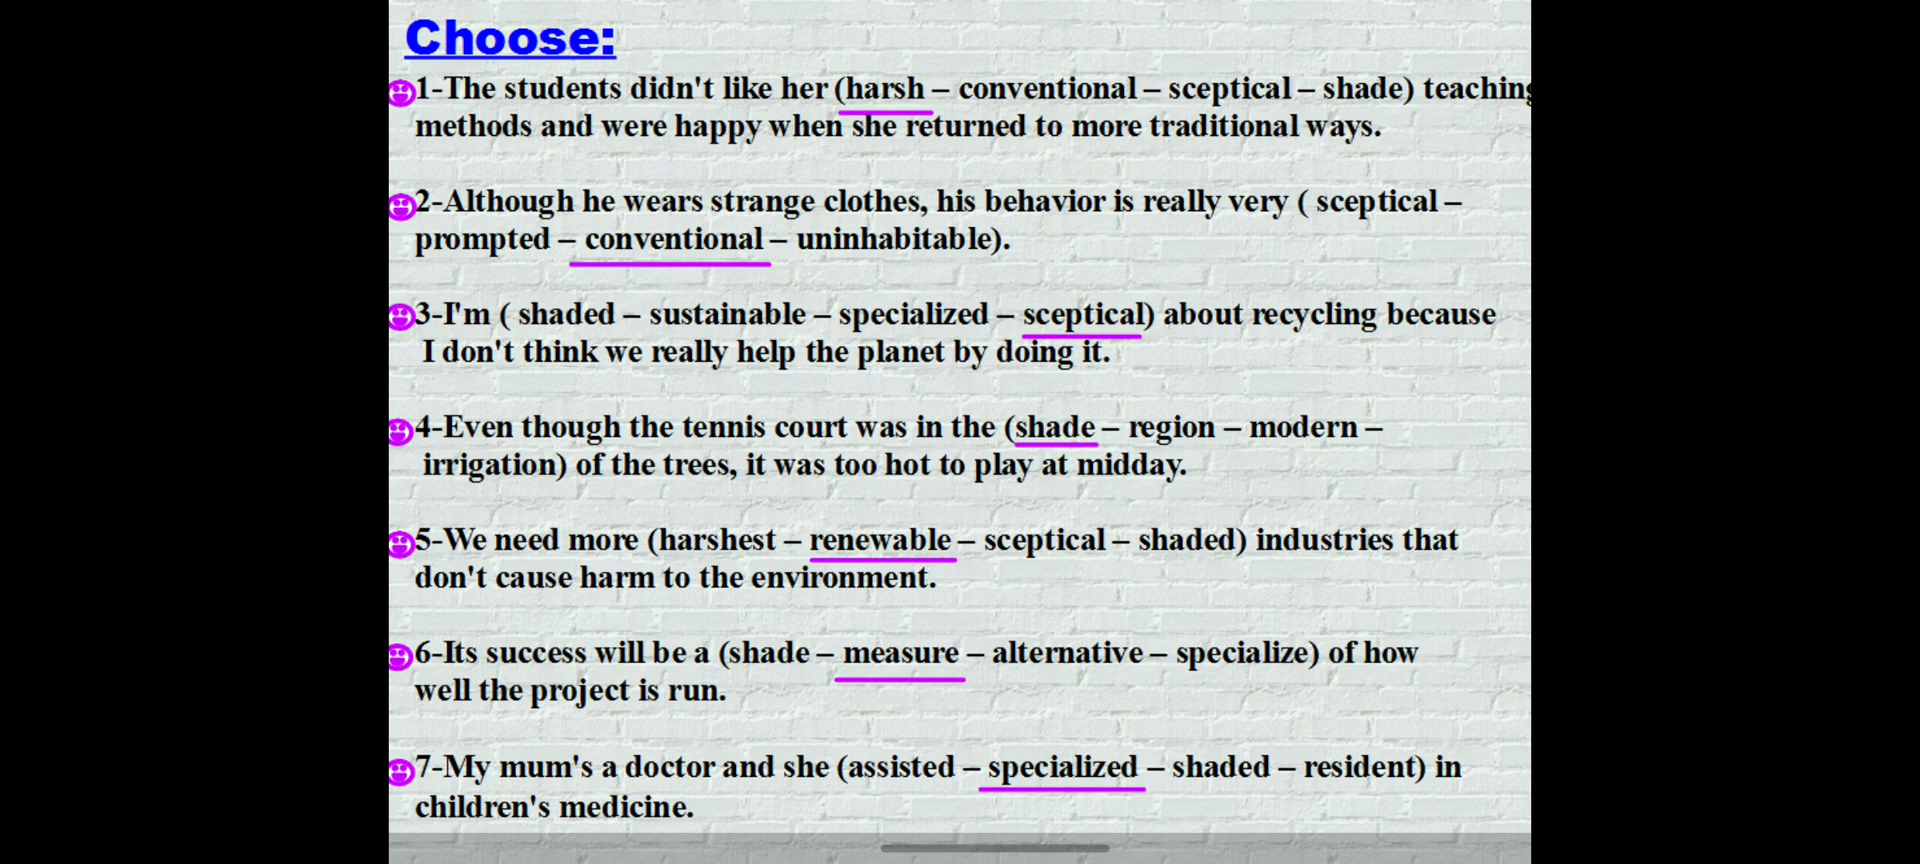 Choose:
1-The students didn't like her (harsh – conventional – sceptical – shade) teaching
methods and were happy when she returned to more traditional ways.
2-Although he wears strange clothes, his behavior is really very ( sceptical –
prompted – conventional – uninhabitable).
3-I'm ( shaded – sustainable – specialized – sceptical) about recycling because
I don't think we really help the planet by doing it.
4-Even though the tennis court was in the (shade – region – modern –
irrigation) of the trees, it was too hot to play at midday.
5-We need more (harshest – renewable – sceptical – shaded) industries that
don't cause harm to the environment.
6-Its success will be a (shade – measure – alternative – specialize) of how
well the project is run.
7-My mum's a doctor and she (assisted – specialized – shaded – resident) in
children's medicine.